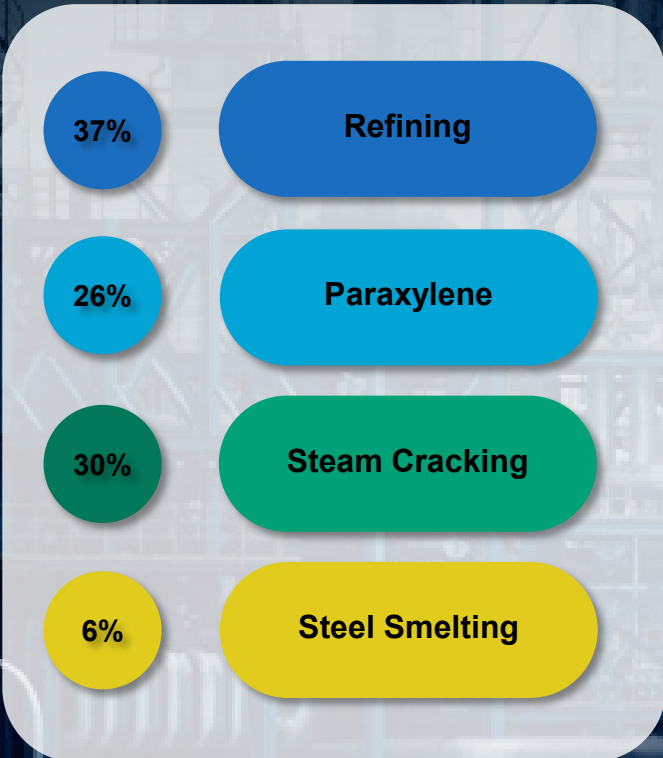 37%
Refining
26%
Paraxylene
30%
Steam Cracking
6%
Steel Smelting